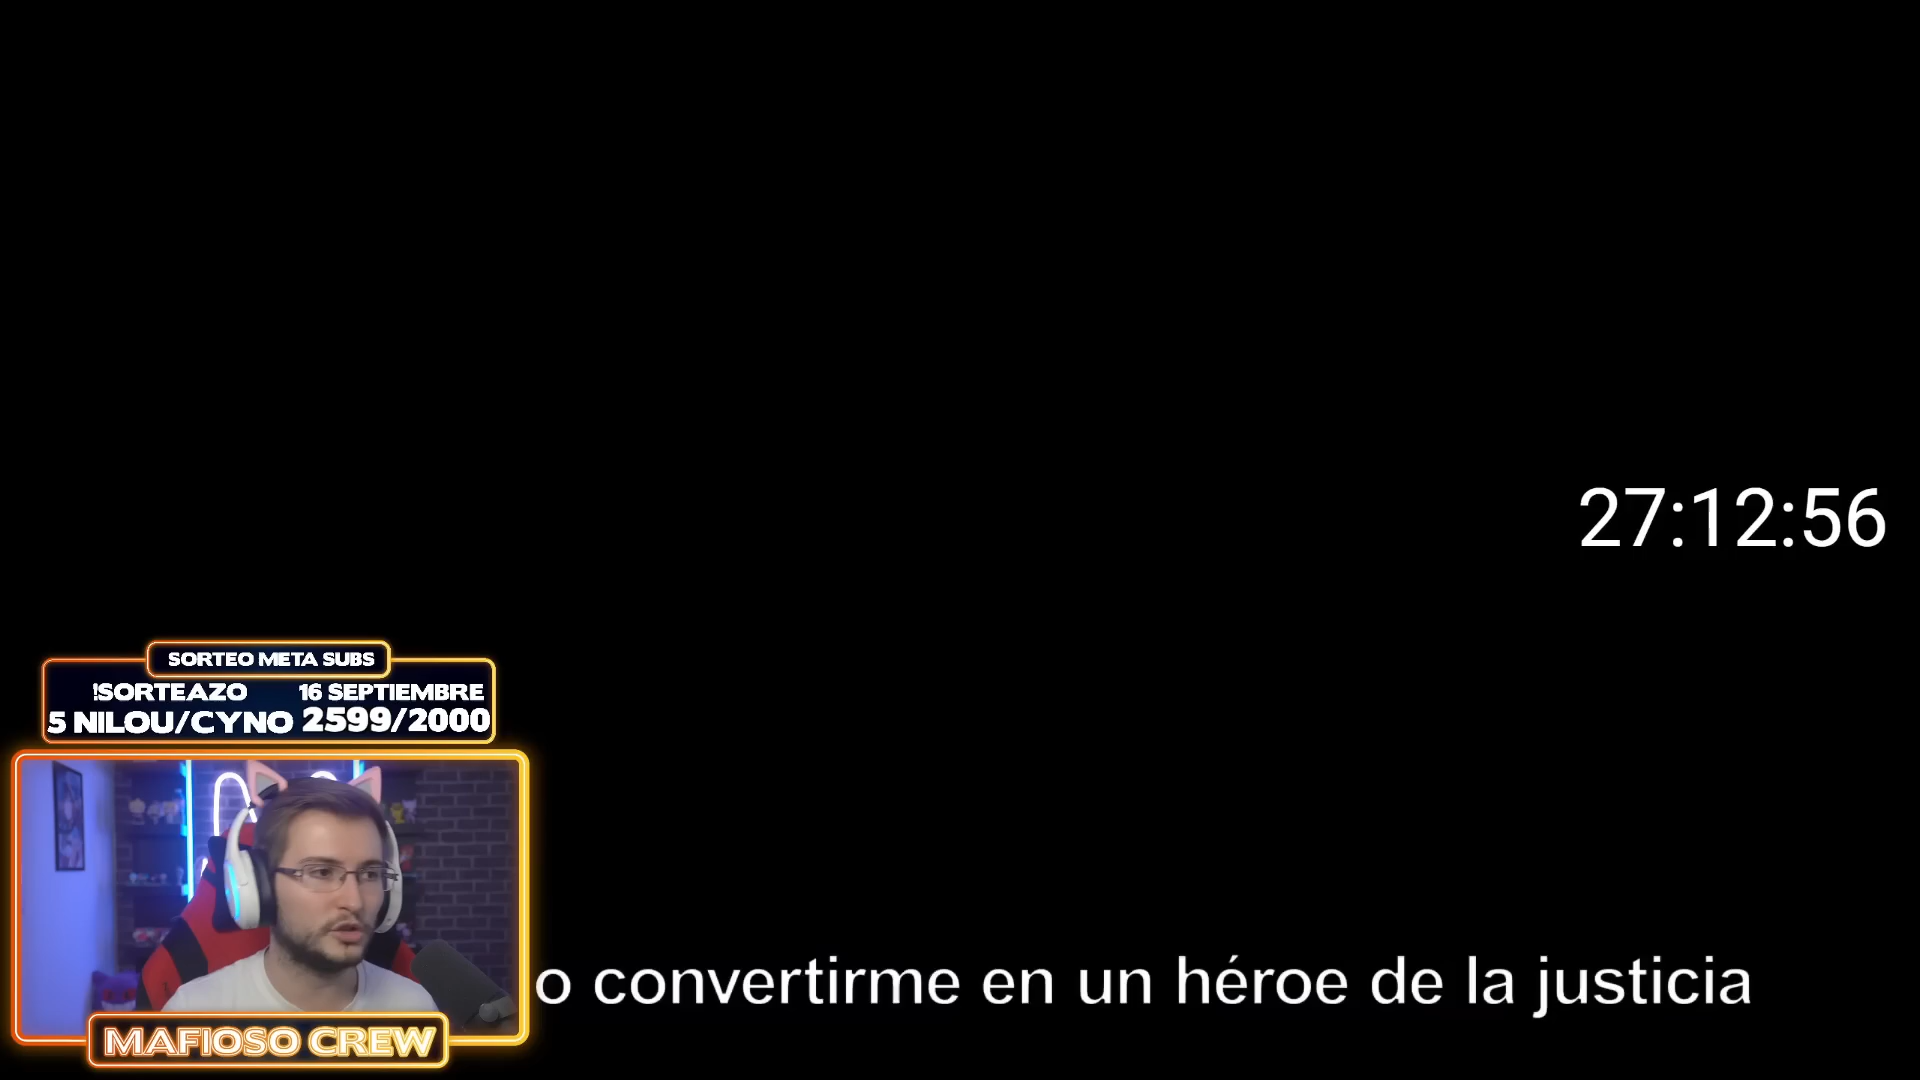 27:12:56
SORTEO META SUBS
!SORTEAZO 16 SEPTIEMBRE
5 NILOU/CYNO 2599/2000
o convertirme en un héroe de la justicia
MAFIOSO CREW